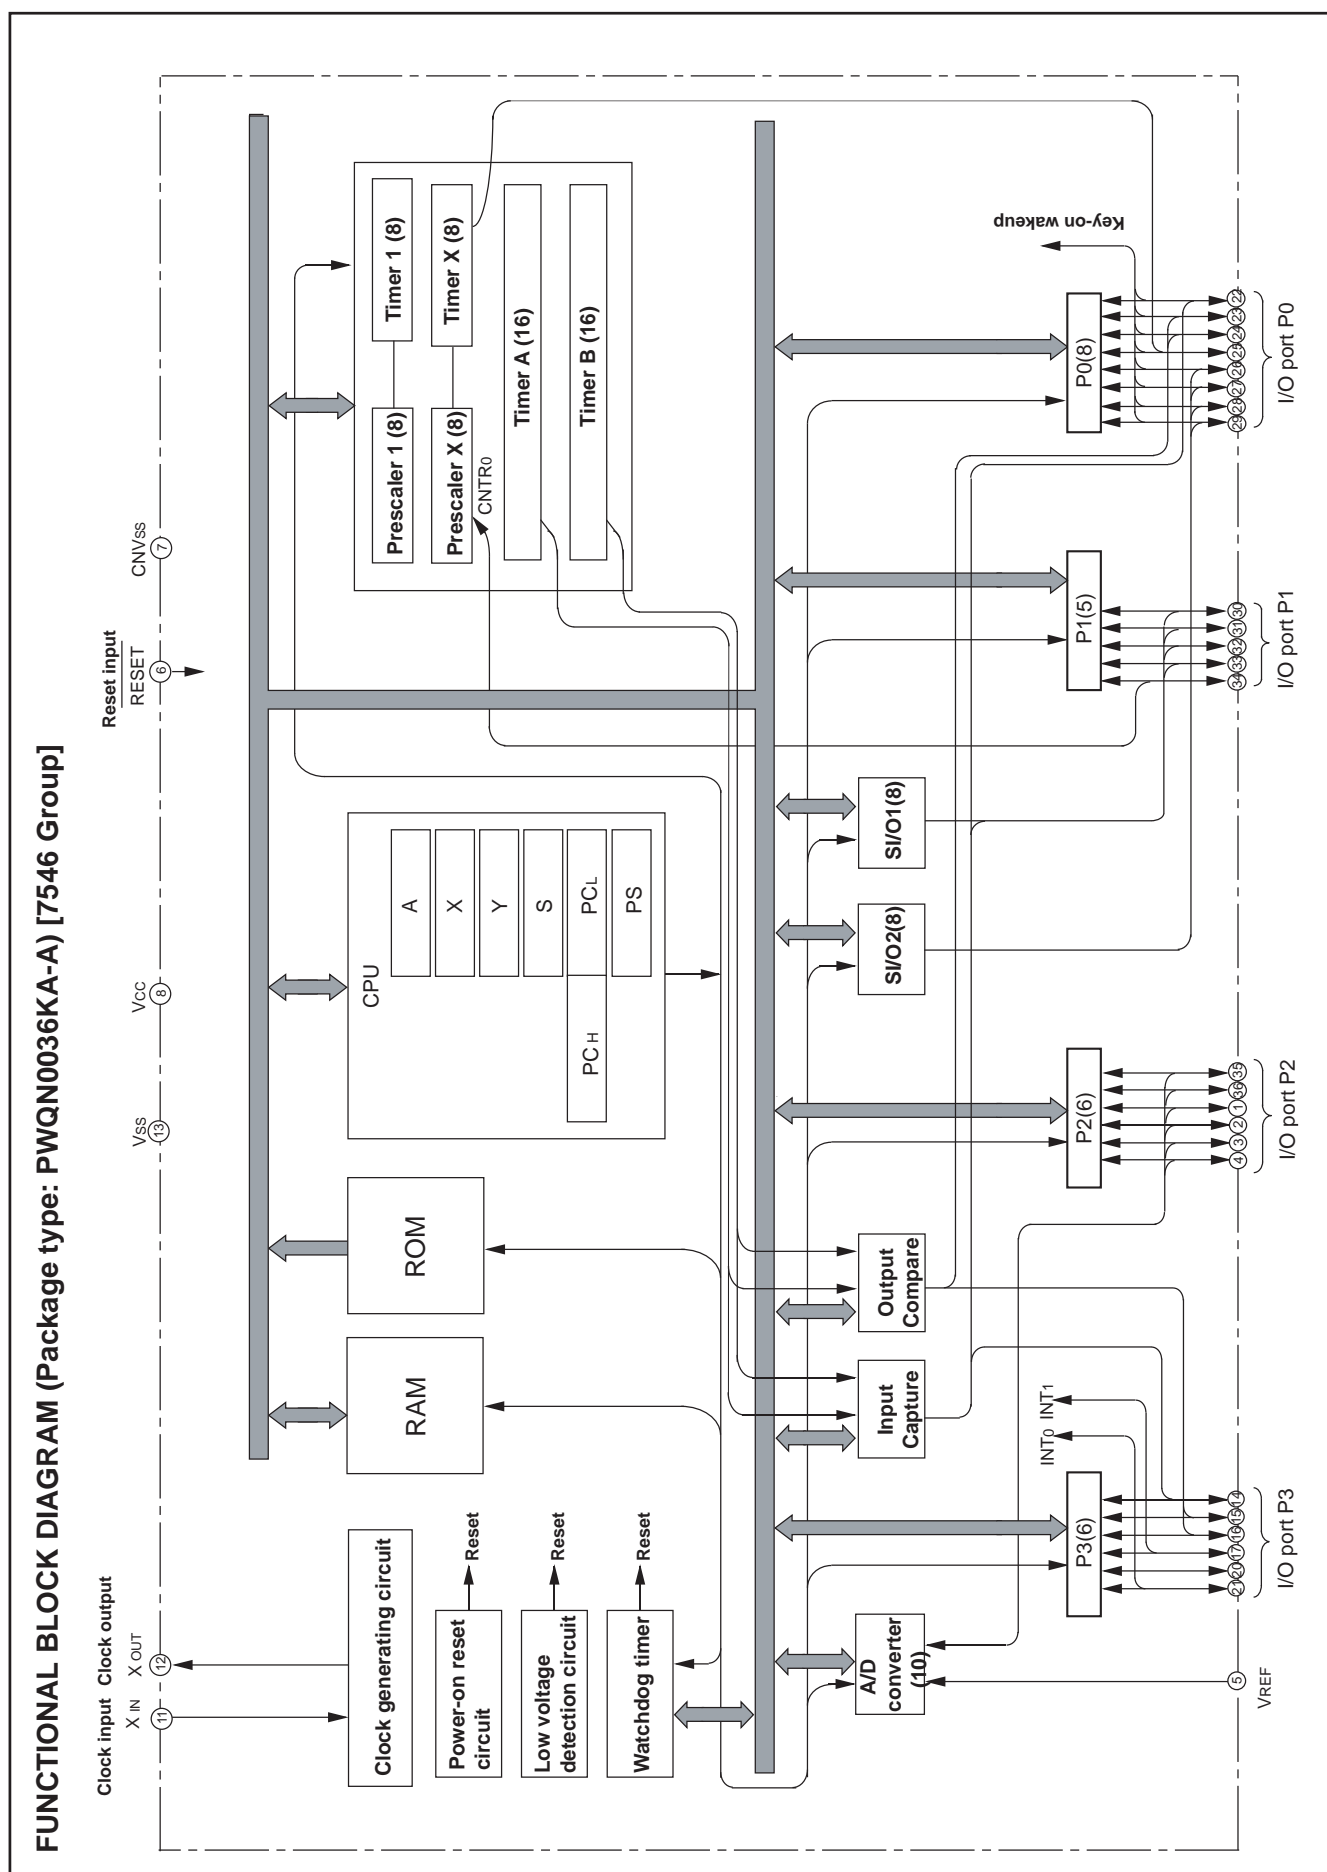 FUNCTIONAL BLOCK DIAGRAM (Package type: PWQN0036KA-A) [7546 Group]
Clock input
Clock output
Reset input
XIN
XOUT
VSS
VCC
RESET
CNVSS
11
12
13
8
6
7
Clock generating circuit
RAM
ROM
CPU
A
X
Y
S
PCH
PCL
PS
Prescaler 1 (8)
Timer 1 (8)
Prescaler X (8)
Timer X (8)
CNTR0
Timer A (16)
Timer B (16)
Power-on reset
circuit
Reset
Low voltage
detection circuit
Reset
Watchdog timer
Reset
A/D
converter
(10)
Input
Capture
Output
Compare
SI/O2(8)
SI/O1(8)
INT0
INT1
Key-on wakeup
P3(6)
P2(6)
P1(5)
P0(8)
5
21
20
17
16
15
14
4
3
2
1
36
35
34
33
32
31
30
29
28
27
26
25
24
23
22
VREF
I/O port P3
I/O port P2
I/O port P1
I/O port P0